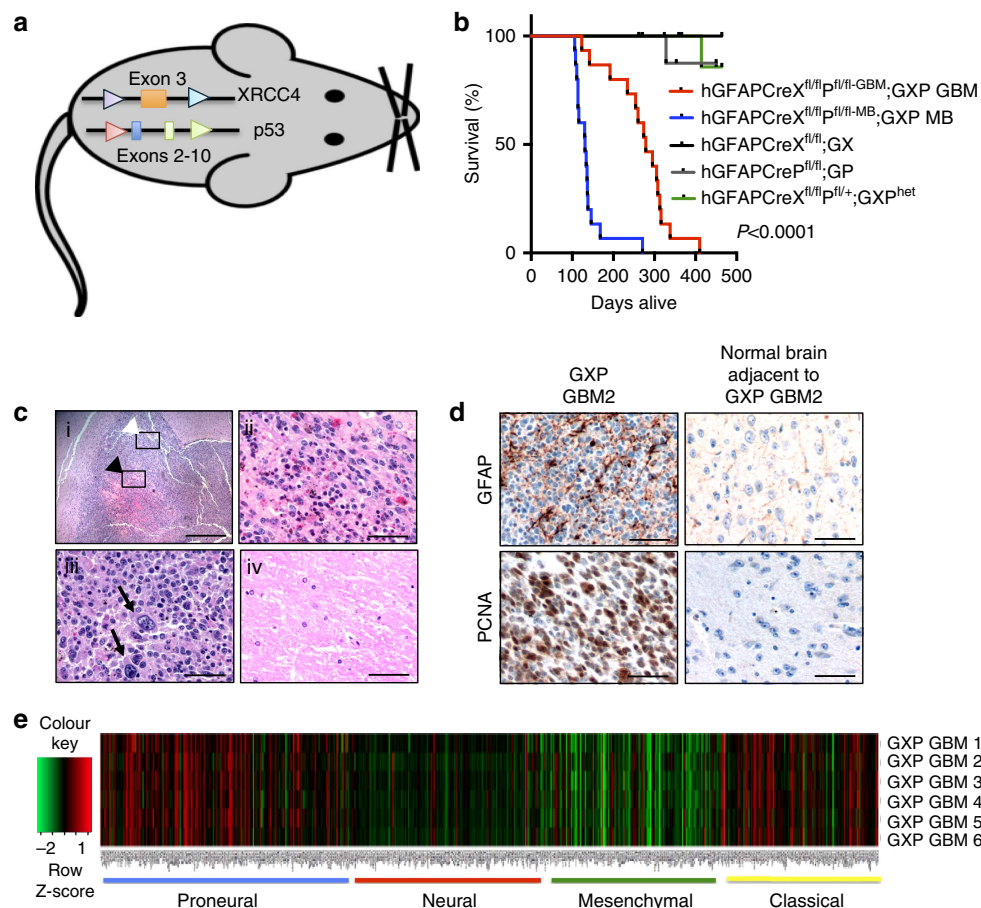 a
Exon 3
XRCC4
p53
Exons 2-10
b
100
50
0
Survival (%)
0 100 200 300 400 500
Days alive
hGFAPCreX^fl/fl P^fl/fl-GBM;GXP GBM
hGFAPCreX^fl/fl P^fl/fl-MB;GXP MB
hGFAPCreX^fl/fl;GX
hGFAPCreP^fl/fl;GP
hGFAPCreX^fl/fl P^fl/+;GXP^het
P<0.0001
c
i
ii
iii
iv
d
GXP
GBM2
Normal brain
adjacent to
GXP GBM2
GFAP
PCNA
e
Colour
key
−2 1
Row
Z-score
GXP GBM 1
GXP GBM 2
GXP GBM 3
GXP GBM 4
GXP GBM 5
GXP GBM 6
Proneural
Neural
Mesenchymal
Classical